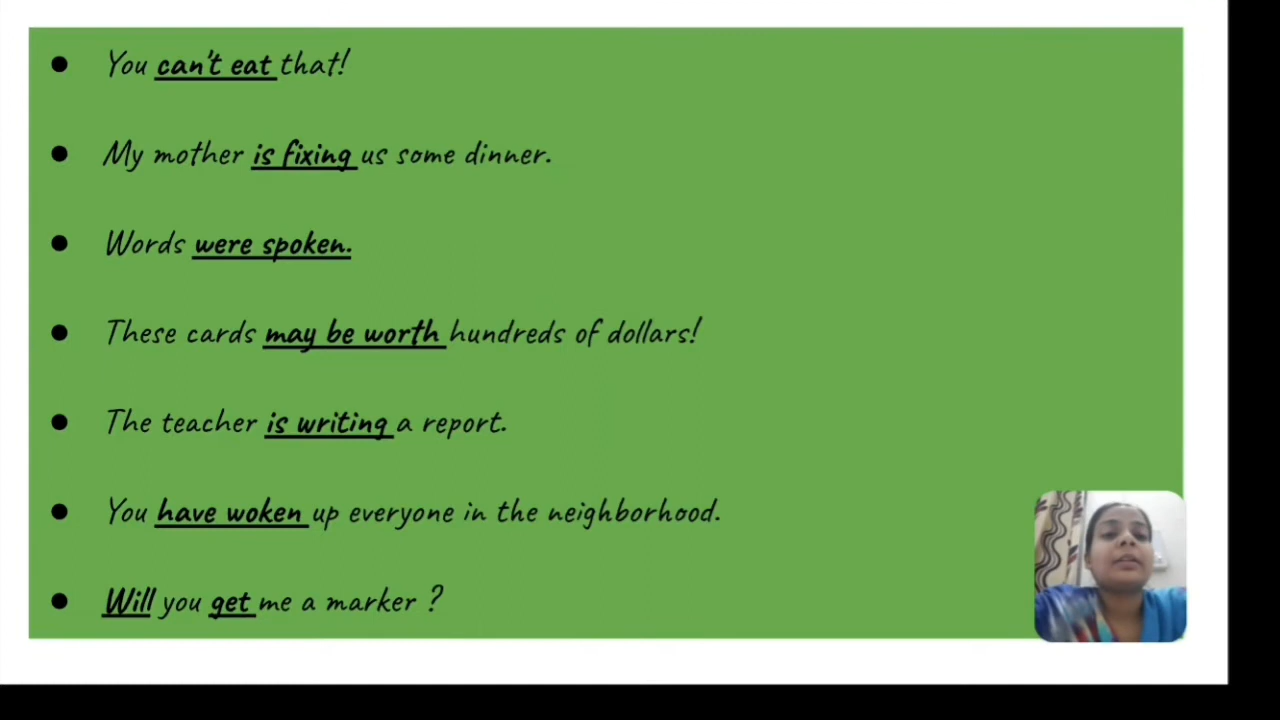 You can't eat that!
My mother is fixing us some dinner.
Words were spoken.
These cards may be worth hundreds of dollars!
The teacher is writing a report.
You have woken up everyone in the neighborhood.
Will you get me a marker ?